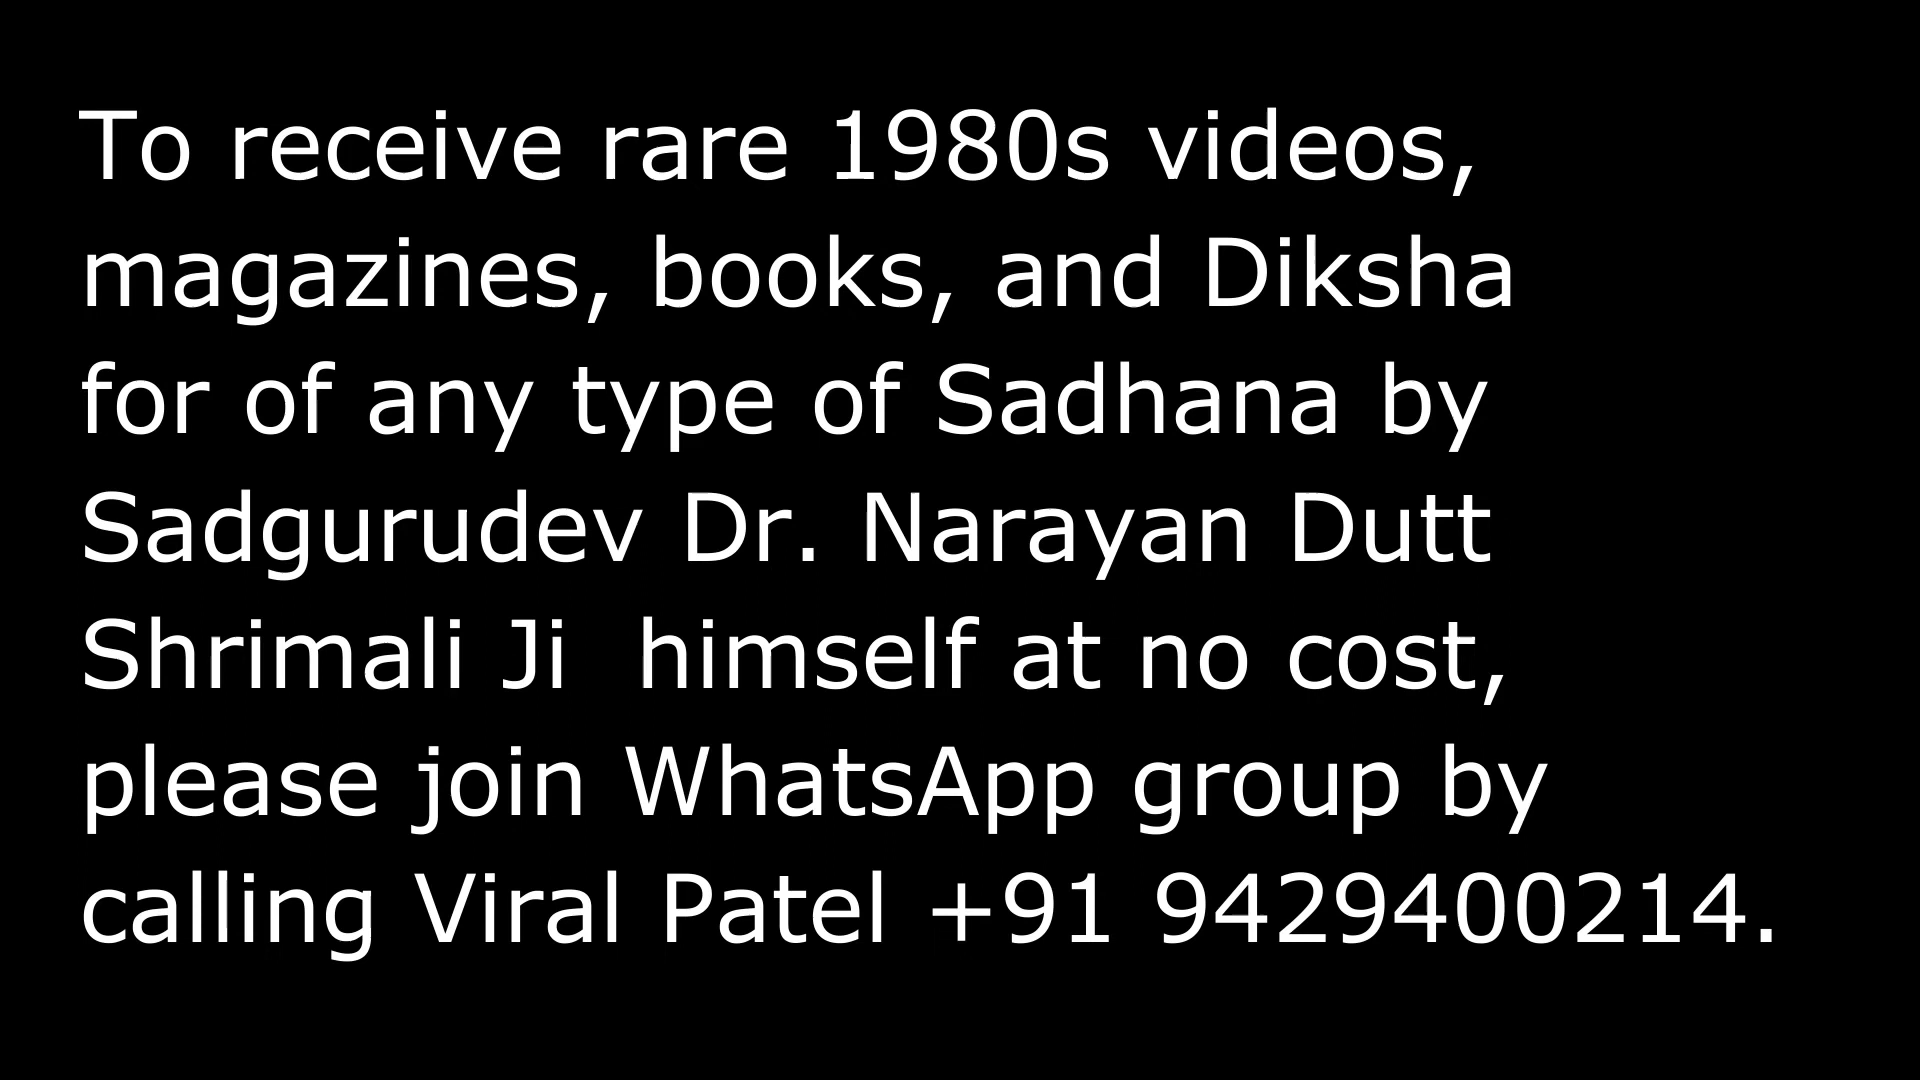 To receive rare 1980s videos,
magazines, books, and Diksha
for of any type of Sadhana by
Sadgurudev Dr. Narayan Dutt
Shrimali Ji  himself at no cost,
please join WhatsApp group by
calling Viral Patel +91 9429400214.